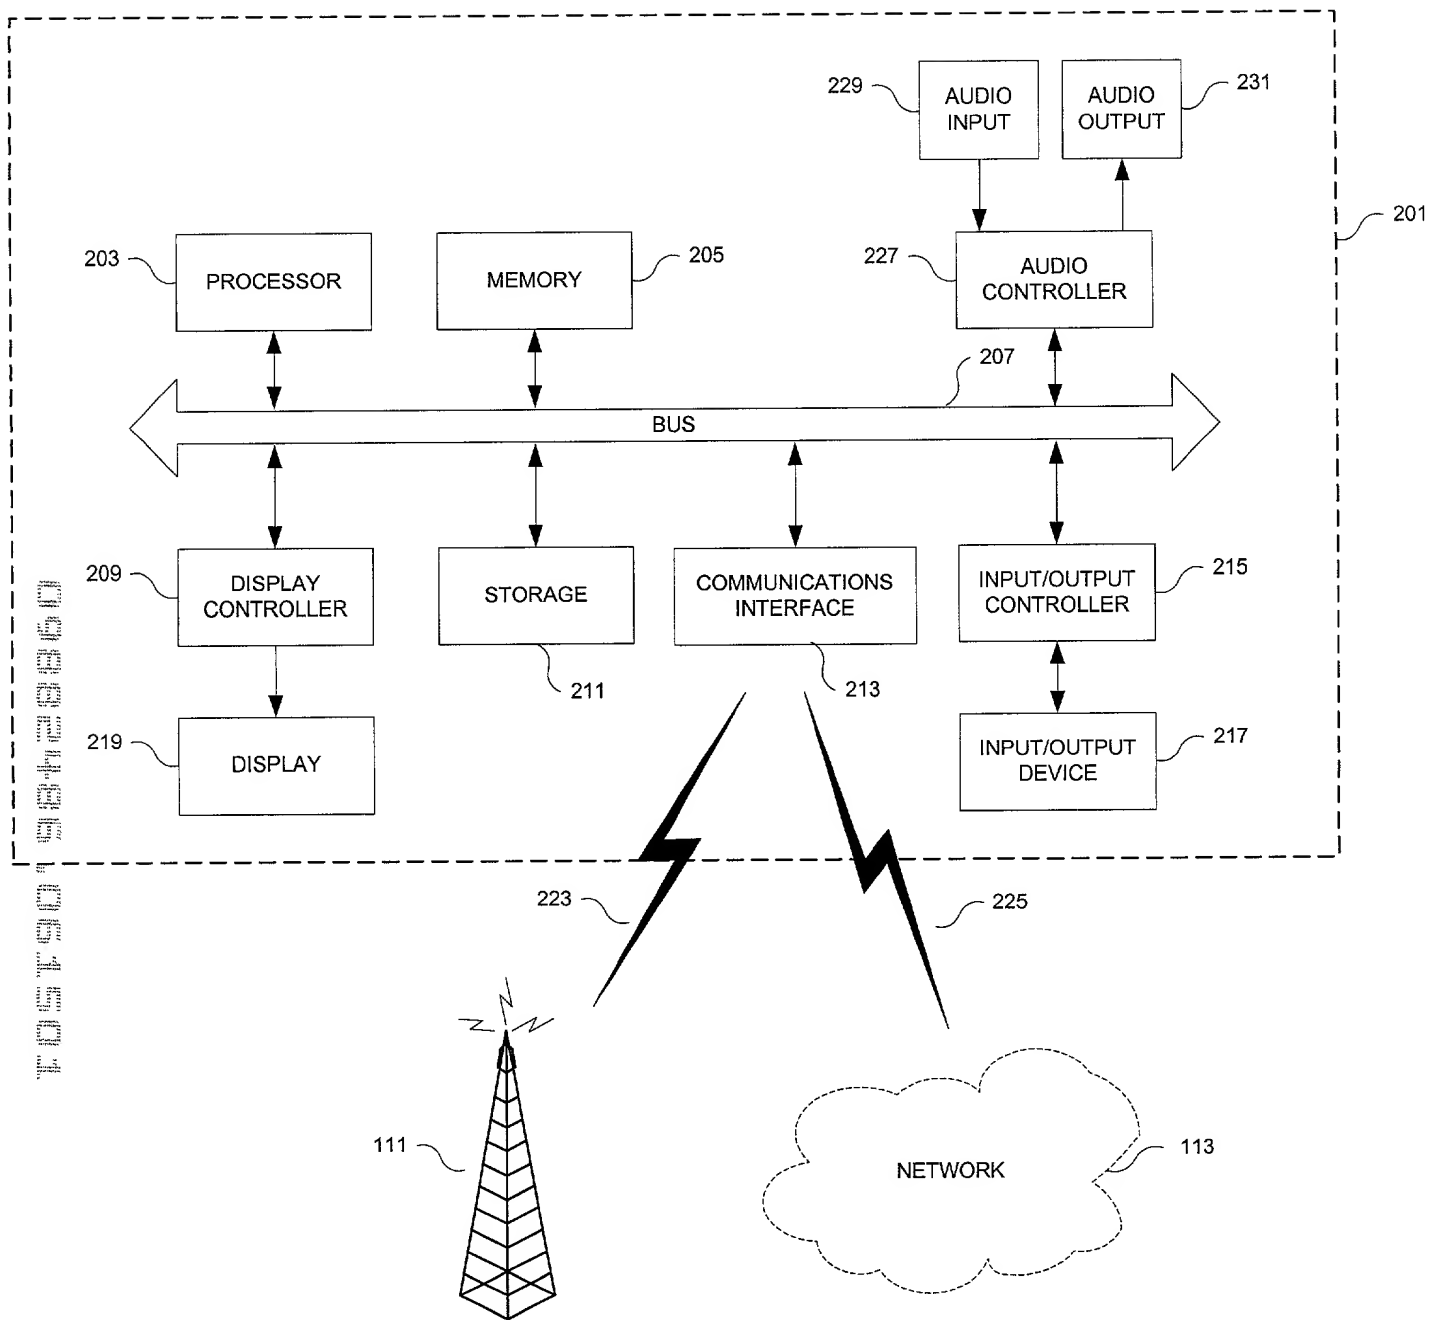 229
AUDIO
INPUT
AUDIO
OUTPUT
231
201
203
PROCESSOR
MEMORY
205
227
AUDIO
CONTROLLER
207
BUS
209
DISPLAY
CONTROLLER
STORAGE
211
COMMUNICATIONS
INTERFACE
213
INPUT/OUTPUT
CONTROLLER
215
219
DISPLAY
INPUT/OUTPUT
DEVICE
217
223
225
111
NETWORK
113